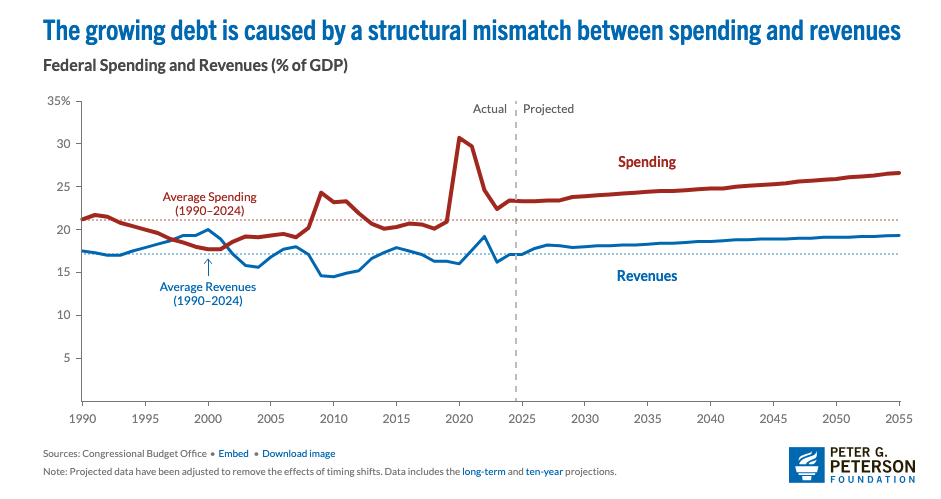 The growing debt is caused by a structural mismatch between spending and revenues
Federal Spending and Revenues (% of GDP)
35%
Actual
Projected
30
Spending
25
Average Spending
(1990–2024)
20
15
Revenues
Average Revenues
(1990–2024)
10
5
1990 1995 2000 2005 2010 2015 2020 2025 2030 2035 2040 2045 2050 2055
Sources: Congressional Budget Office • Embed • Download image
Note: Projected data have been adjusted to remove the effects of timing shifts. Data includes the long-term and ten-year projections.
PETER G.
PETERSON
FOUNDATION